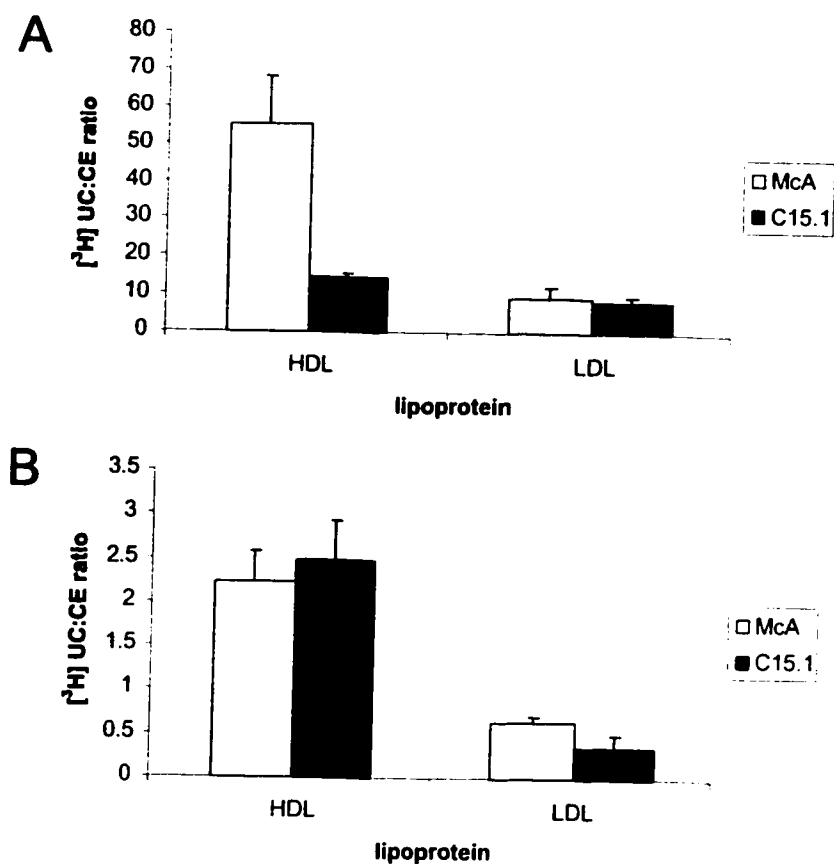 A
80
70
60
50
40
30
20
10
0
[³H] UC:CE ratio
HDL
LDL
lipoprotein
McA
C15.1
B
3.5
3
2.5
2
1.5
1
0.5
0
[³H] UC:CE ratio
HDL
LDL
lipoprotein
McA
C15.1